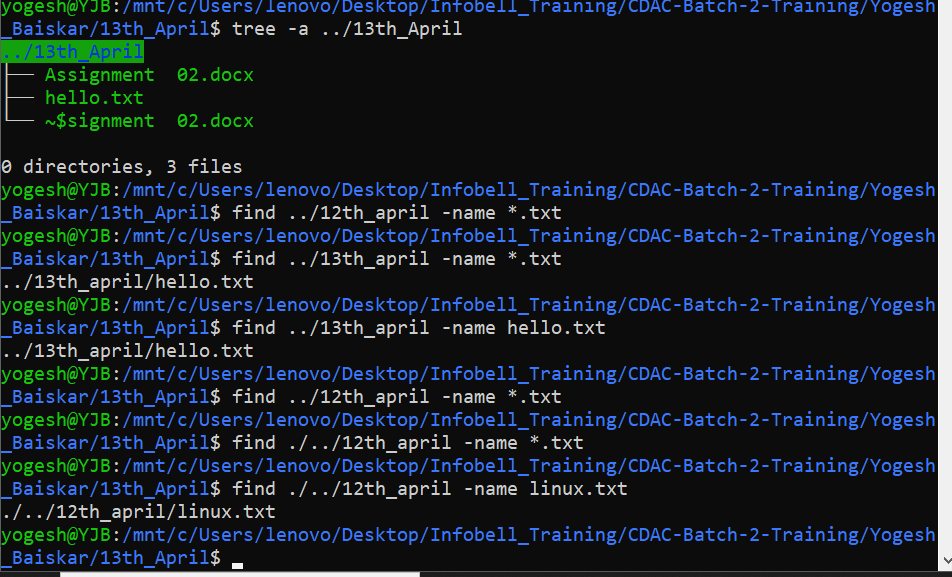 yogesh@YJB:/mnt/c/Users/lenovo/Desktop/Infobell_Training/CDAC-Batch-2-Training/Yogesh
_Baiskar/13th_April$ tree -a ../13th_April
../13th_April
├── Assignment  02.docx
├── hello.txt
└── ~$signment  02.docx
0 directories, 3 files
yogesh@YJB:/mnt/c/Users/lenovo/Desktop/Infobell_Training/CDAC-Batch-2-Training/Yogesh
_Baiskar/13th_April$ find ../12th_april -name *.txt
yogesh@YJB:/mnt/c/Users/lenovo/Desktop/Infobell_Training/CDAC-Batch-2-Training/Yogesh
_Baiskar/13th_April$ find ../13th_april -name *.txt
../13th_april/hello.txt
yogesh@YJB:/mnt/c/Users/lenovo/Desktop/Infobell_Training/CDAC-Batch-2-Training/Yogesh
_Baiskar/13th_April$ find ../13th_april -name hello.txt
../13th_april/hello.txt
yogesh@YJB:/mnt/c/Users/lenovo/Desktop/Infobell_Training/CDAC-Batch-2-Training/Yogesh
_Baiskar/13th_April$ find ../12th_april -name *.txt
yogesh@YJB:/mnt/c/Users/lenovo/Desktop/Infobell_Training/CDAC-Batch-2-Training/Yogesh
_Baiskar/13th_April$ find ./../12th_april -name *.txt
yogesh@YJB:/mnt/c/Users/lenovo/Desktop/Infobell_Training/CDAC-Batch-2-Training/Yogesh
_Baiskar/13th_April$ find ./../12th_april -name linux.txt
./../12th_april/linux.txt
yogesh@YJB:/mnt/c/Users/lenovo/Desktop/Infobell_Training/CDAC-Batch-2-Training/Yogesh
_Baiskar/13th_April$